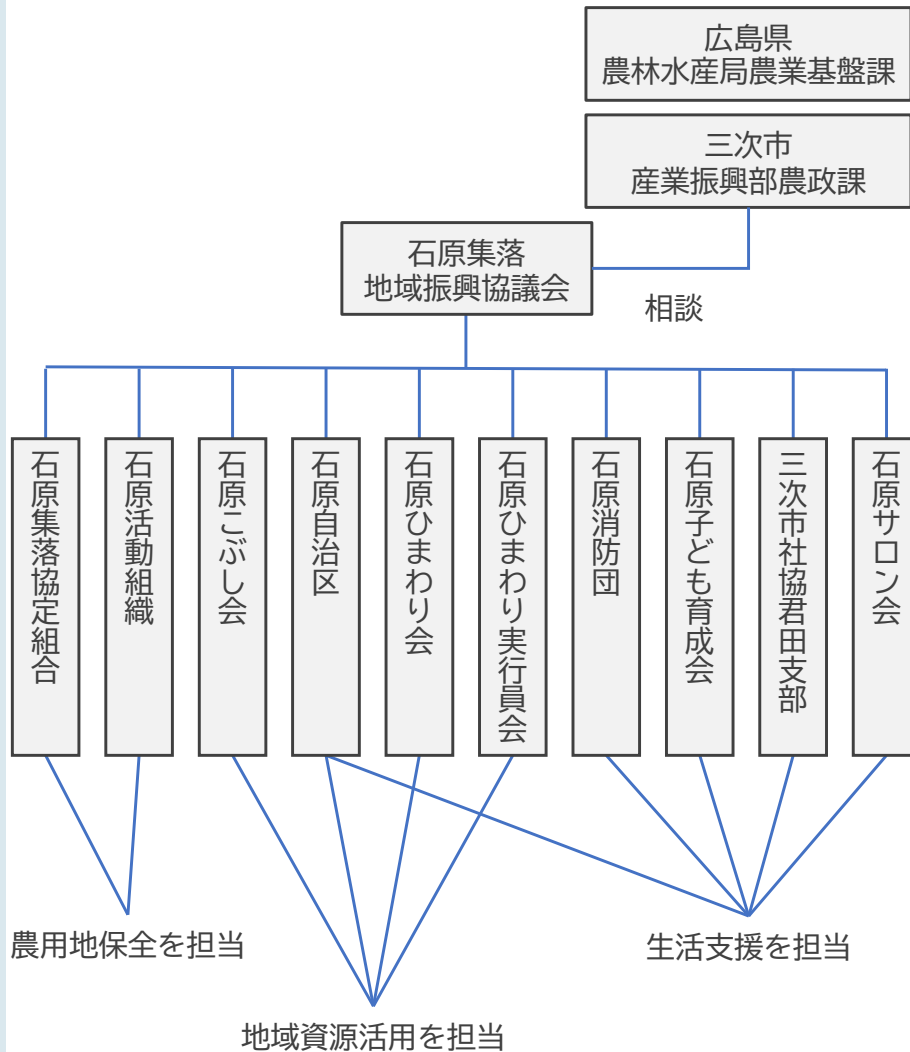 広島県
農林水産局農業基盤課
三次市
産業振興部農政課
石原集落
地域振興協議会
相談
石原集落協定組合
石原活動組織
石原こぶし会
石原自治区
石原ひまわり会
石原ひまわり実行員会
石原消防団
石原子ども育成会
三次市社協君田支部
石原サロン会
農用地保全を担当
生活支援を担当
地域資源活用を担当